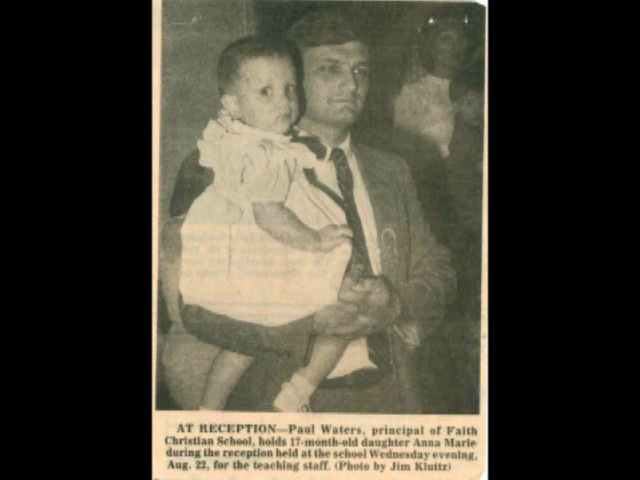 AT RECEPTION—Paul Waters, principal of Faith
Christian School, holds 17-month-old daughter Anna Marie
during the reception held at the school Wednesday evening,
Aug. 22, for the teaching staff. (Photo by Jim Kluttz)